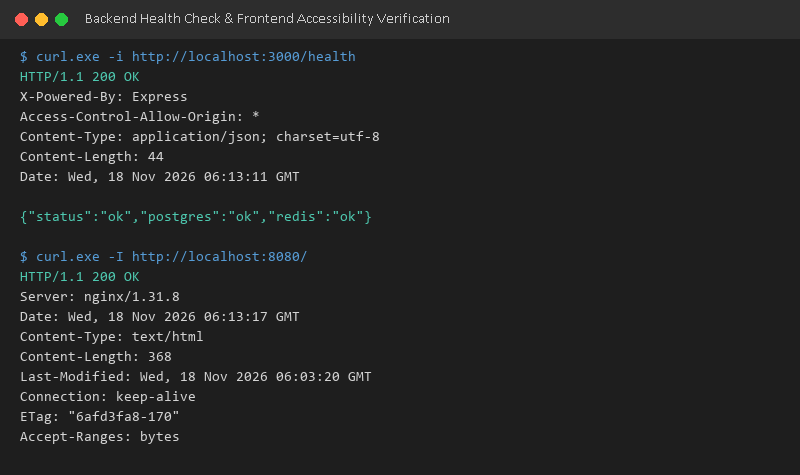 Backend Health Check & Frontend Accessibility Verification
$ curl.exe -i http://localhost:3000/health
HTTP/1.1 200 OK
X-Powered-By: Express
Access-Control-Allow-Origin: *
Content-Type: application/json; charset=utf-8
Content-Length: 44
Date: Wed, 18 Nov 2026 06:13:11 GMT
{"status":"ok","postgres":"ok","redis":"ok"}
$ curl.exe -I http://localhost:8080/
HTTP/1.1 200 OK
Server: nginx/1.31.8
Date: Wed, 18 Nov 2026 06:13:17 GMT
Content-Type: text/html
Content-Length: 368
Last-Modified: Wed, 18 Nov 2026 06:03:20 GMT
Connection: keep-alive
ETag: "6afd3fa8-170"
Accept-Ranges: bytes